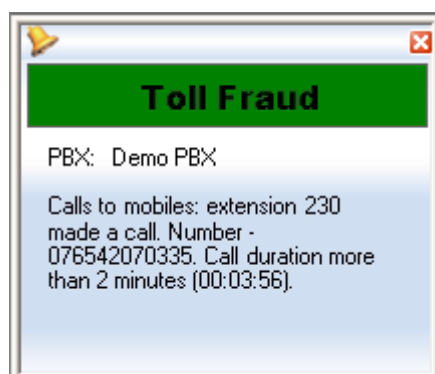 Toll Fraud
PBX: Demo PBX
Calls to mobiles: extension 230
made a call. Number -
076542070335. Call duration more
than 2 minutes (00:03:56).